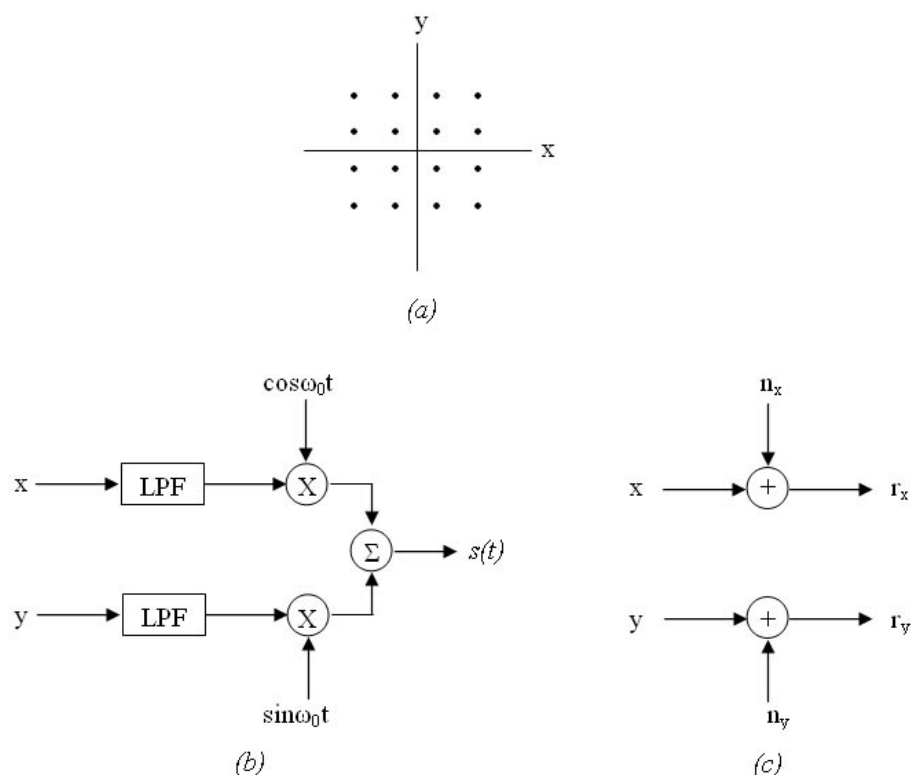 y
x
(a)
cosω₀t
x LPF X
Σ s(t)
y LPF X
sinω₀t
(b)
nₓ
x + rₓ
y + r_y
n_y
(c)